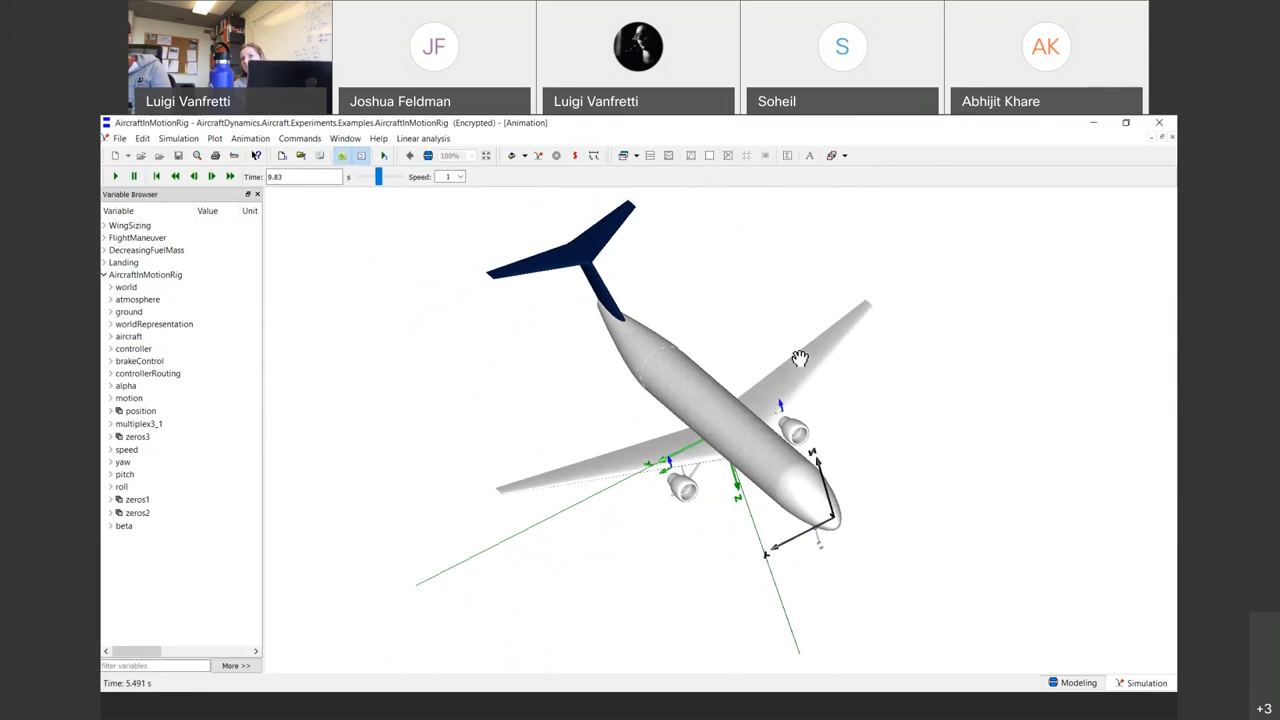 JF
S
AK
Luigi Vanfretti
Joshua Feldman
Luigi Vanfretti
Soheil
Abhijit Khare
AircraftInMotionRig - AircraftDynamics.Aircraft.Experiments.Examples.AircraftInMotionRig (Encrypted) - [Animation]
File Edit Simulation Plot Animation Commands Window Help Linear analysis
100%
A
Time: 9.83 s Speed: 1
Variable Browser
Variable Value Unit
WingSizing
FlightManeuver
DecreasingFuelMass
Landing
AircraftInMotionRig
world
atmosphere
ground
worldRepresentation
aircraft
controller
brakeControl
controllerRouting
alpha
motion
position
multiplex3_1
zeros3
speed
yaw
pitch
roll
zeros1
zeros2
beta
filter variables More >>
Time: 5.491 s
Modeling Simulation
+3